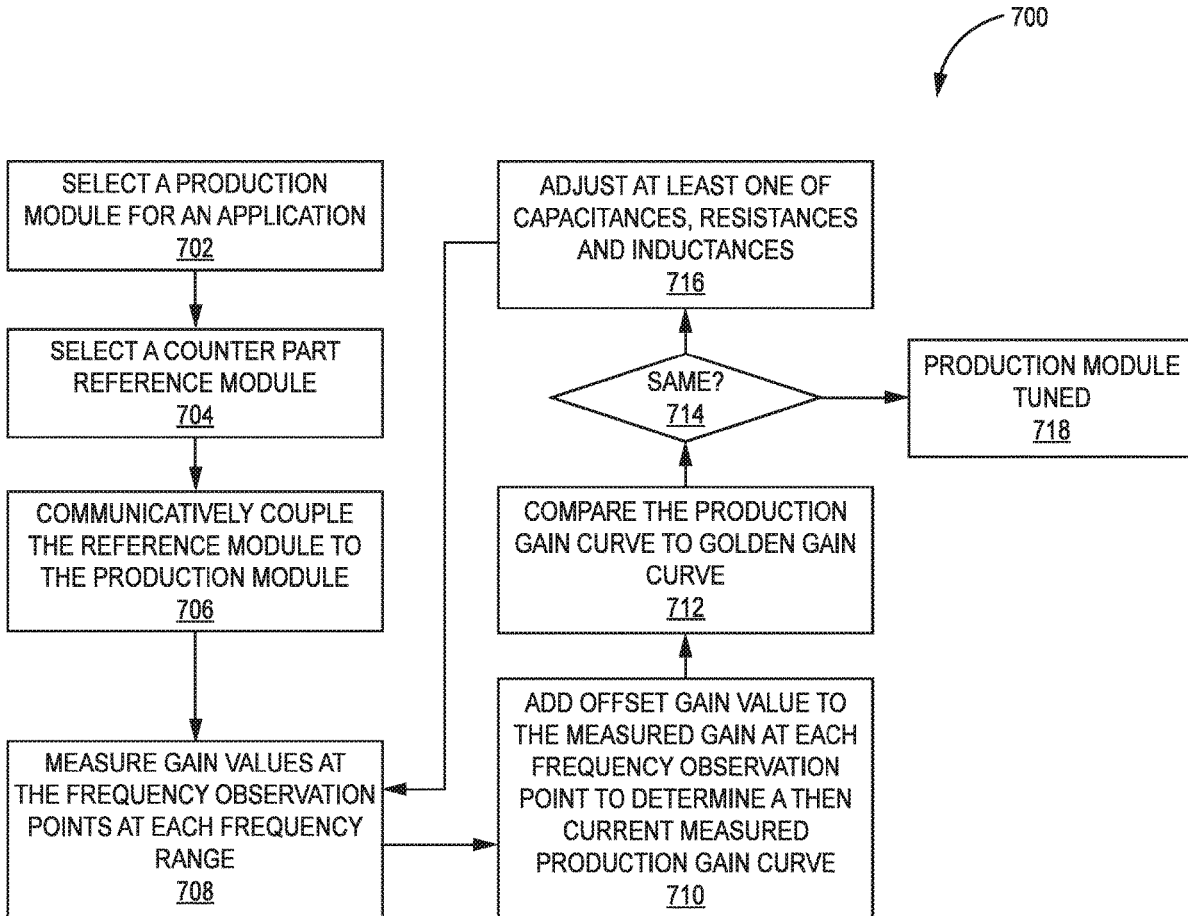 700
SELECT A PRODUCTION
MODULE FOR AN APPLICATION
702
SELECT A COUNTER PART
REFERENCE MODULE
704
COMMUNICATIVELY COUPLE
THE REFERENCE MODULE TO
THE PRODUCTION MODULE
706
MEASURE GAIN VALUES AT
THE FREQUENCY OBSERVATION
POINTS AT EACH FREQUENCY
RANGE
708
ADD OFFSET GAIN VALUE TO
THE MEASURED GAIN AT EACH
FREQUENCY OBSERVATION
POINT TO DETERMINE A THEN
CURRENT MEASURED
PRODUCTION GAIN CURVE
710
COMPARE THE PRODUCTION
GAIN CURVE TO GOLDEN GAIN
CURVE
712
SAME?
714
ADJUST AT LEAST ONE OF
CAPACITANCES, RESISTANCES
AND INDUCTANCES
716
PRODUCTION MODULE
TUNED
718